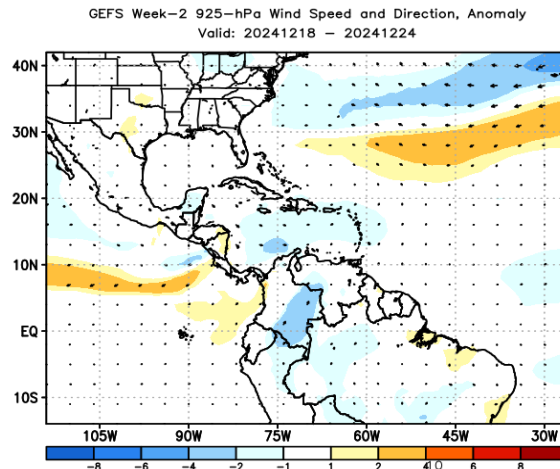 GEFS Week-2 925-hPa Wind Speed and Direction, Anomaly
Valid: 20241218 - 20241224
40N
30N
20N
10N
EQ
10S
105W 90W 75W 60W 45W 30W
-8 -6 -4 -2 -1 1 2 4 6 8
10